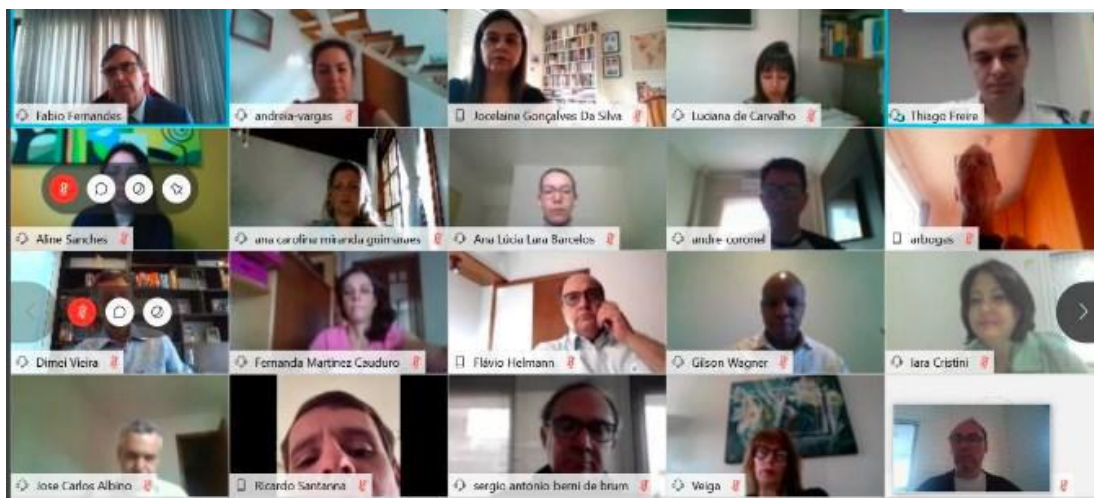 Fabio Fernandes
andreia-vargas
Jocelaine Gonçalves Da Silva
Luciana de Carvalho
Thiago Freire
Aline Sanches
ana carolina miranda guimaraes
Ana Lúcia Lara Barcelos
andre-coronel
arbogas
Dirnei Vieira
Fernanda Martinez Cauduro
Flávio Helmann
Gilson Wagner
Iara Cristini
Jose Carlos Albino
Ricardo Santanna
sergio antonio berni de brum
Veiga